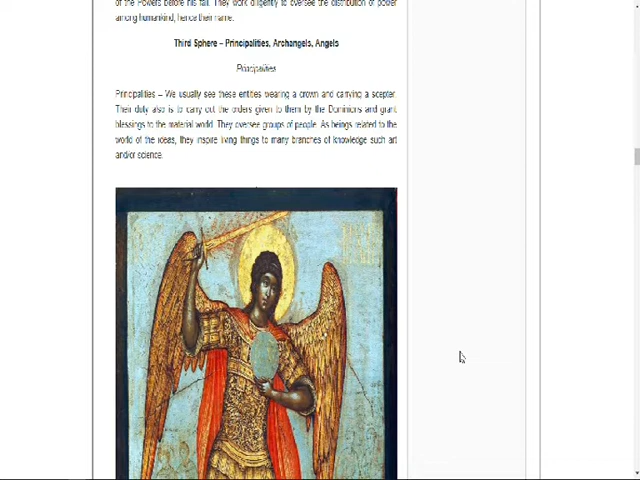 of the Powers before his fall. They work diligently to oversee the distribution of power
among humankind, hence their name.
Third Sphere – Principalities, Archangels, Angels
Principalities
Principalities – We usually see these entities wearing a crown and carrying a scepter.
Their duty also is to carry out the orders given to them by the Dominions and grant
blessings to the material world. They oversee groups of people. As beings related to the
world of the ideas, they inspire living things to many branches of knowledge such art
and/or science.